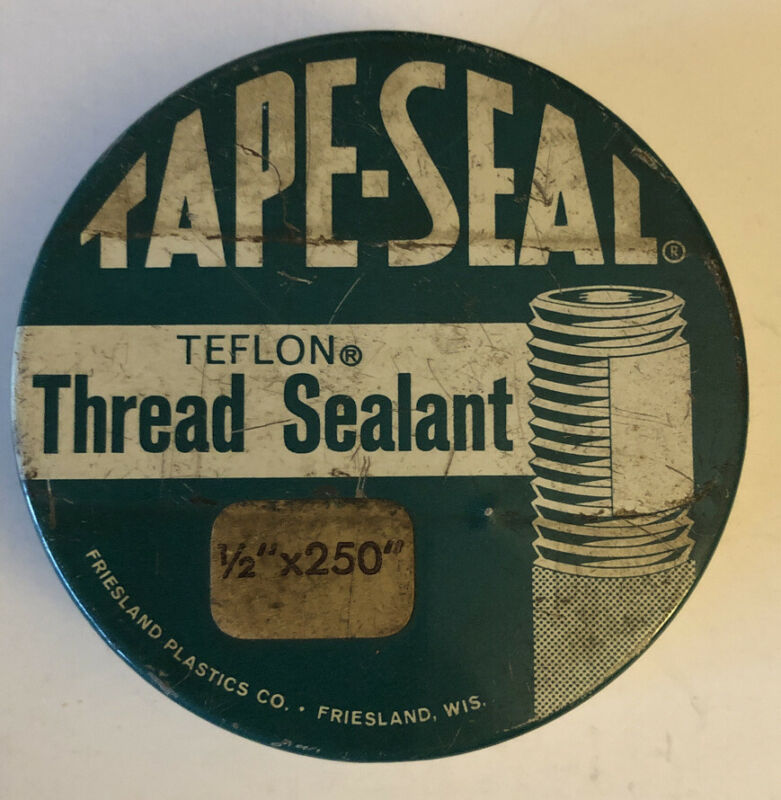 TAPE-SEAL®
TEFLON®
Thread Sealant
½"x250"
FRIESLAND PLASTICS CO. • FRIESLAND, WIS.